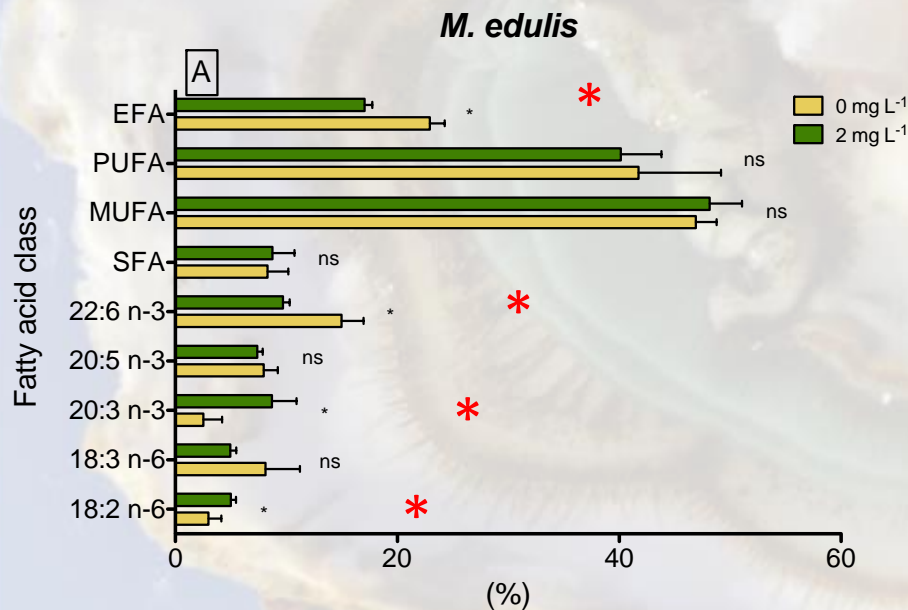 M. edulis
A
0 mg L-1
2 mg L-1
Fatty acid class
EFA *
PUFA ns
MUFA ns
SFA ns
22:6 n-3 *
20:5 n-3 ns
20:3 n-3 *
18:3 n-6 ns
18:2 n-6 *
0 20 40 60
(%)